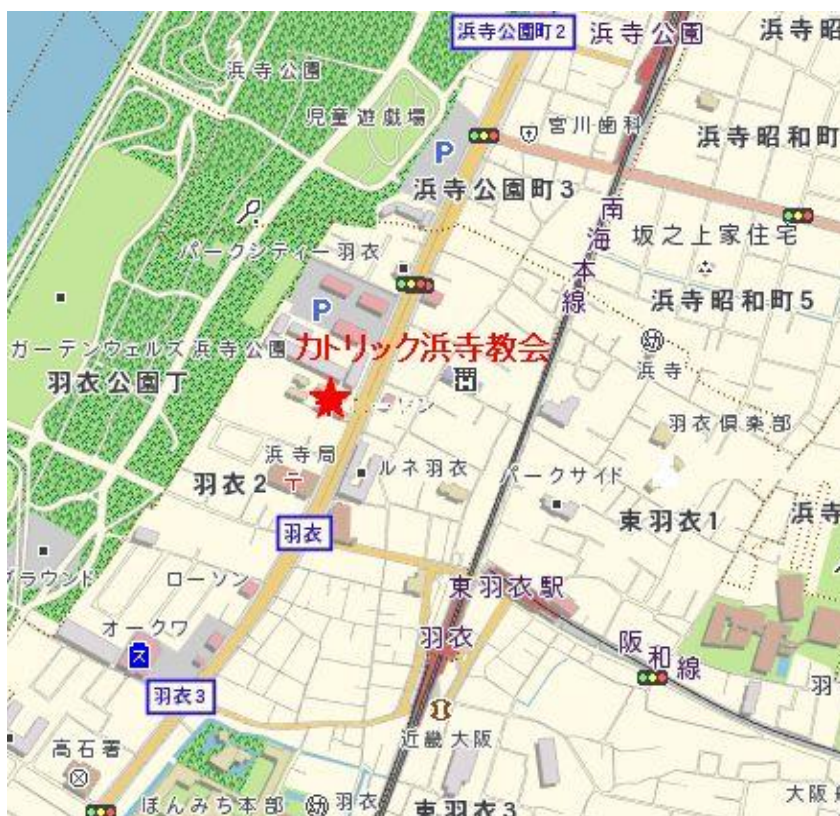 浜寺公園町2
浜寺公園
浜寺昭
浜寺公園
児童遊戯場
P
宮川歯科
浜寺昭和町
浜寺公園町3
南海本線
坂之上家住宅
パークシティー羽衣
浜寺昭和町5
P
カトリック浜寺教会
ガーデンウェルズ浜寺公園
羽衣公園丁
浜寺
羽衣倶楽部
浜寺局
ルネ羽衣
パークサイド
羽衣2
〒
東羽衣1
浜寺
羽衣
グラウンド
ローソン
東羽衣駅
オークワ
ス
羽衣
阪和線
羽
羽衣3
近畿大阪
高石署
ほんみち本部
羽衣
東羽衣3
大阪